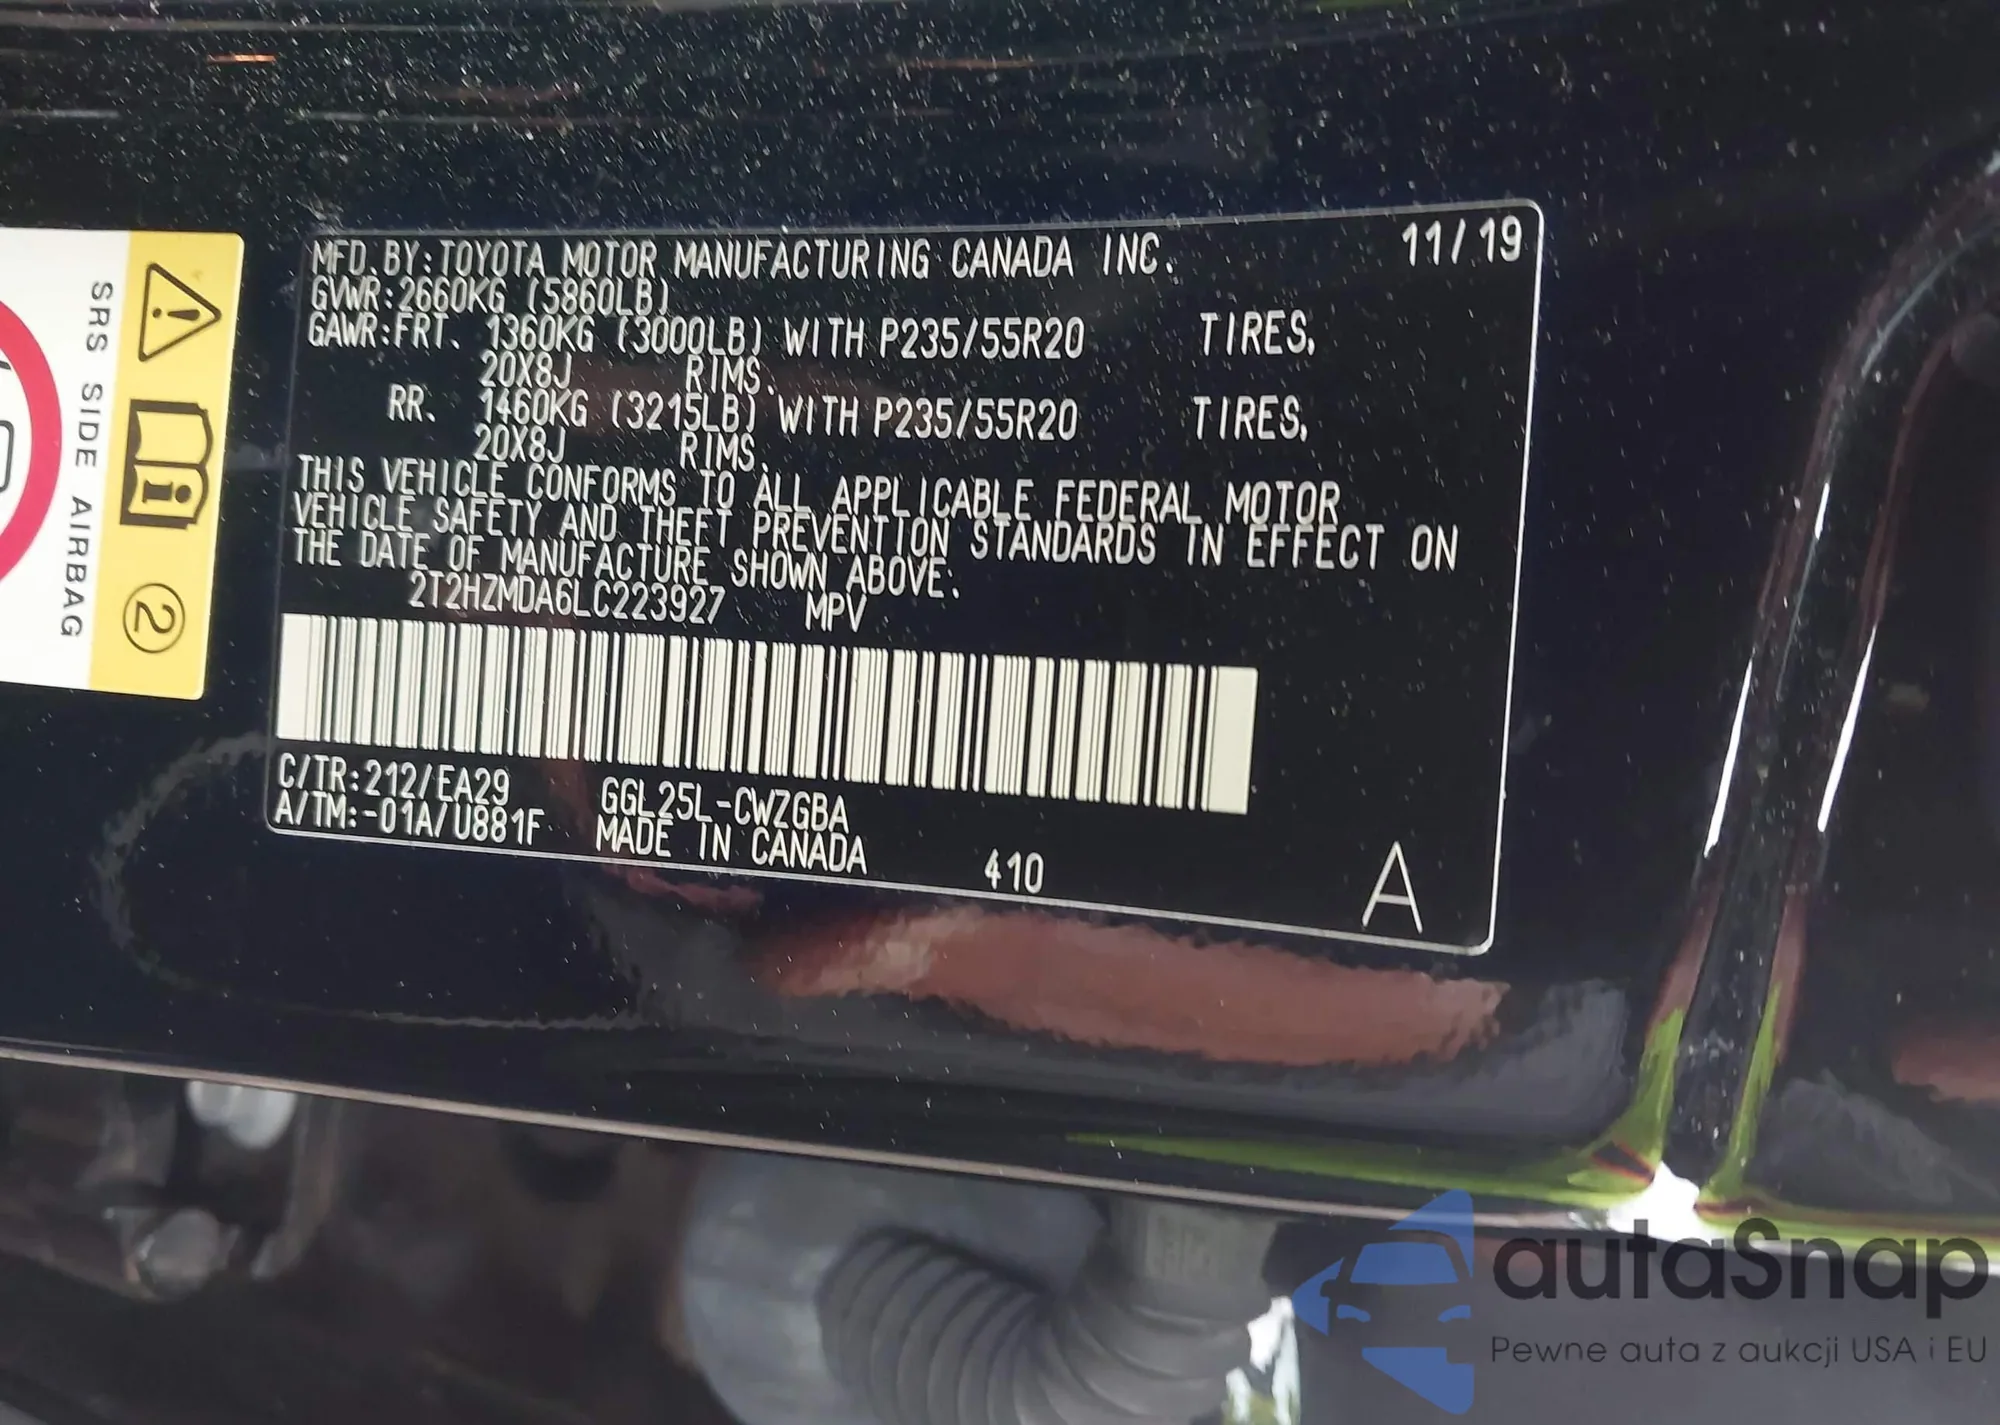 SRS SIDE AIRBAG
2
MFD. BY: TOYOTA MOTOR MANUFACTURING CANADA INC. 11/19
GVWR: 2660KG (5860LB)
GAWR: FRT. 1360KG (3000LB) WITH P235/55R20 TIRES,
20X8J RIMS.
RR. 1460KG (3215LB) WITH P235/55R20 TIRES,
20X8J RIMS.
THIS VEHICLE CONFORMS TO ALL APPLICABLE FEDERAL MOTOR
VEHICLE SAFETY AND THEFT PREVENTION STANDARDS IN EFFECT ON
THE DATE OF MANUFACTURE SHOWN ABOVE.
2T2HZMDA6LC223927 MPV
C/TR: 212/EA29 GGL25L-CWZGBA
A/TM: -01A/U881F MADE IN CANADA 410 A
autaSnap
Pewne auta z aukcji USA i EU